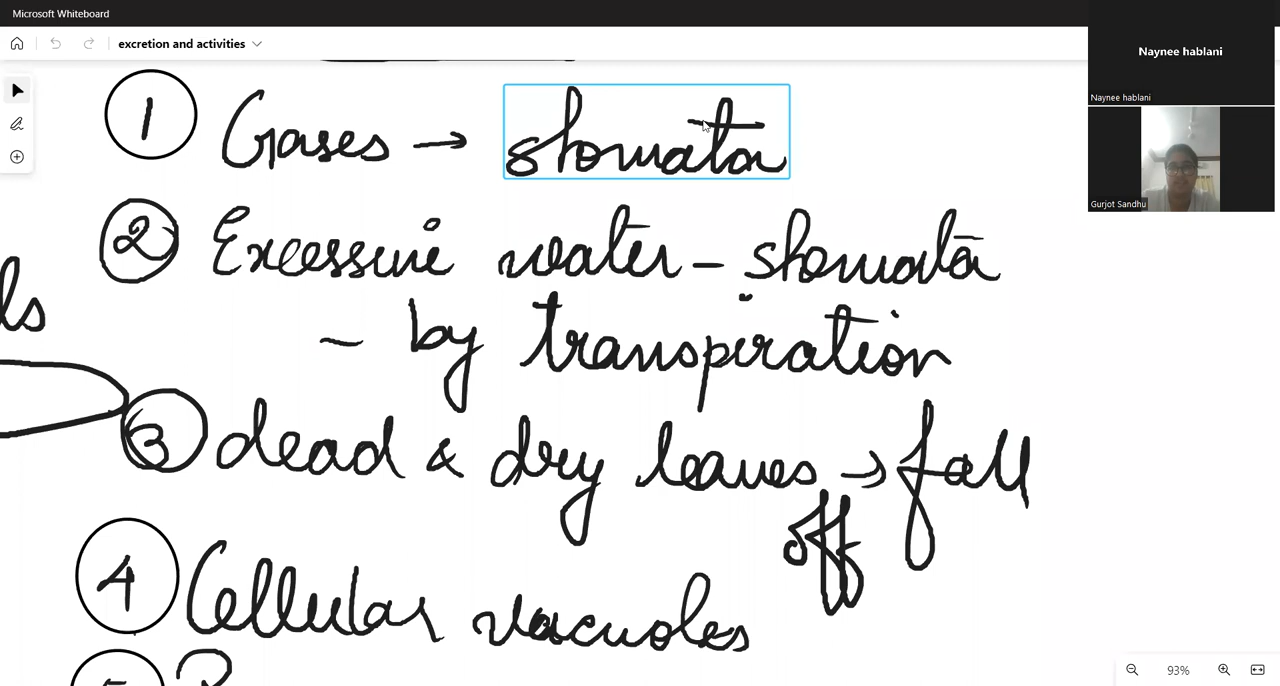 Microsoft Whiteboard
excretion and activities
Naynee hablani
Naynee hablani
Gurjot Sandhu
1 Gases → stomata
2 Excessive water - stomata
- by transpiration
ls
3 dead & dry leaves → fall
off
4 Cellular vacuoles
5
93%